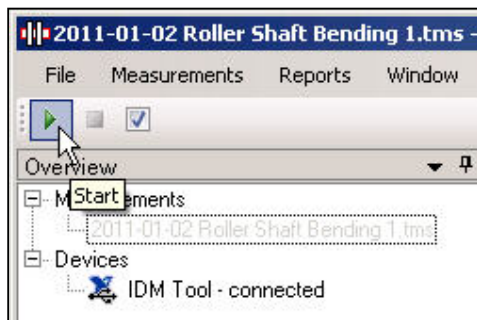 2011-01-02 Roller Shaft Bending 1.tms -
File Measurements Reports Window
Overview
Start
2011-01-02 Roller Shaft Bending 1.tms
Devices
IDM Tool - connected